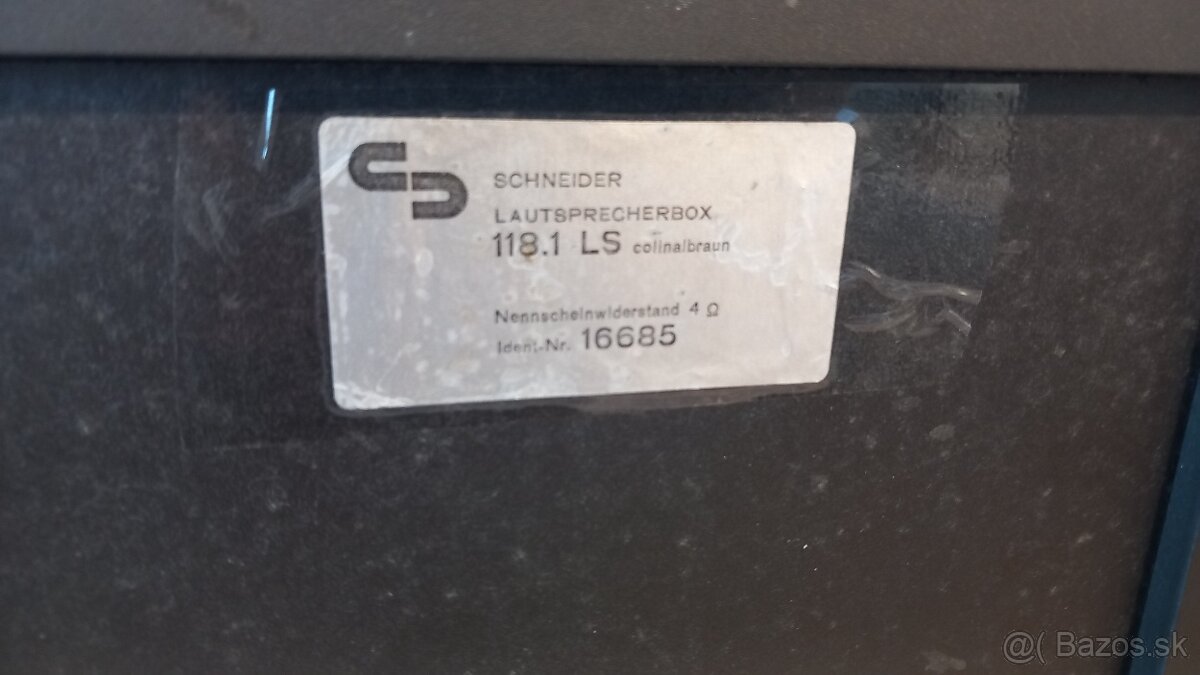 SCHNEIDER
LAUTSPRECHERBOX
118.1 LS colinalbraun
Nennscheinwiderstand 4 Ω
Ident.-Nr. 16685
@( Bazos.sk